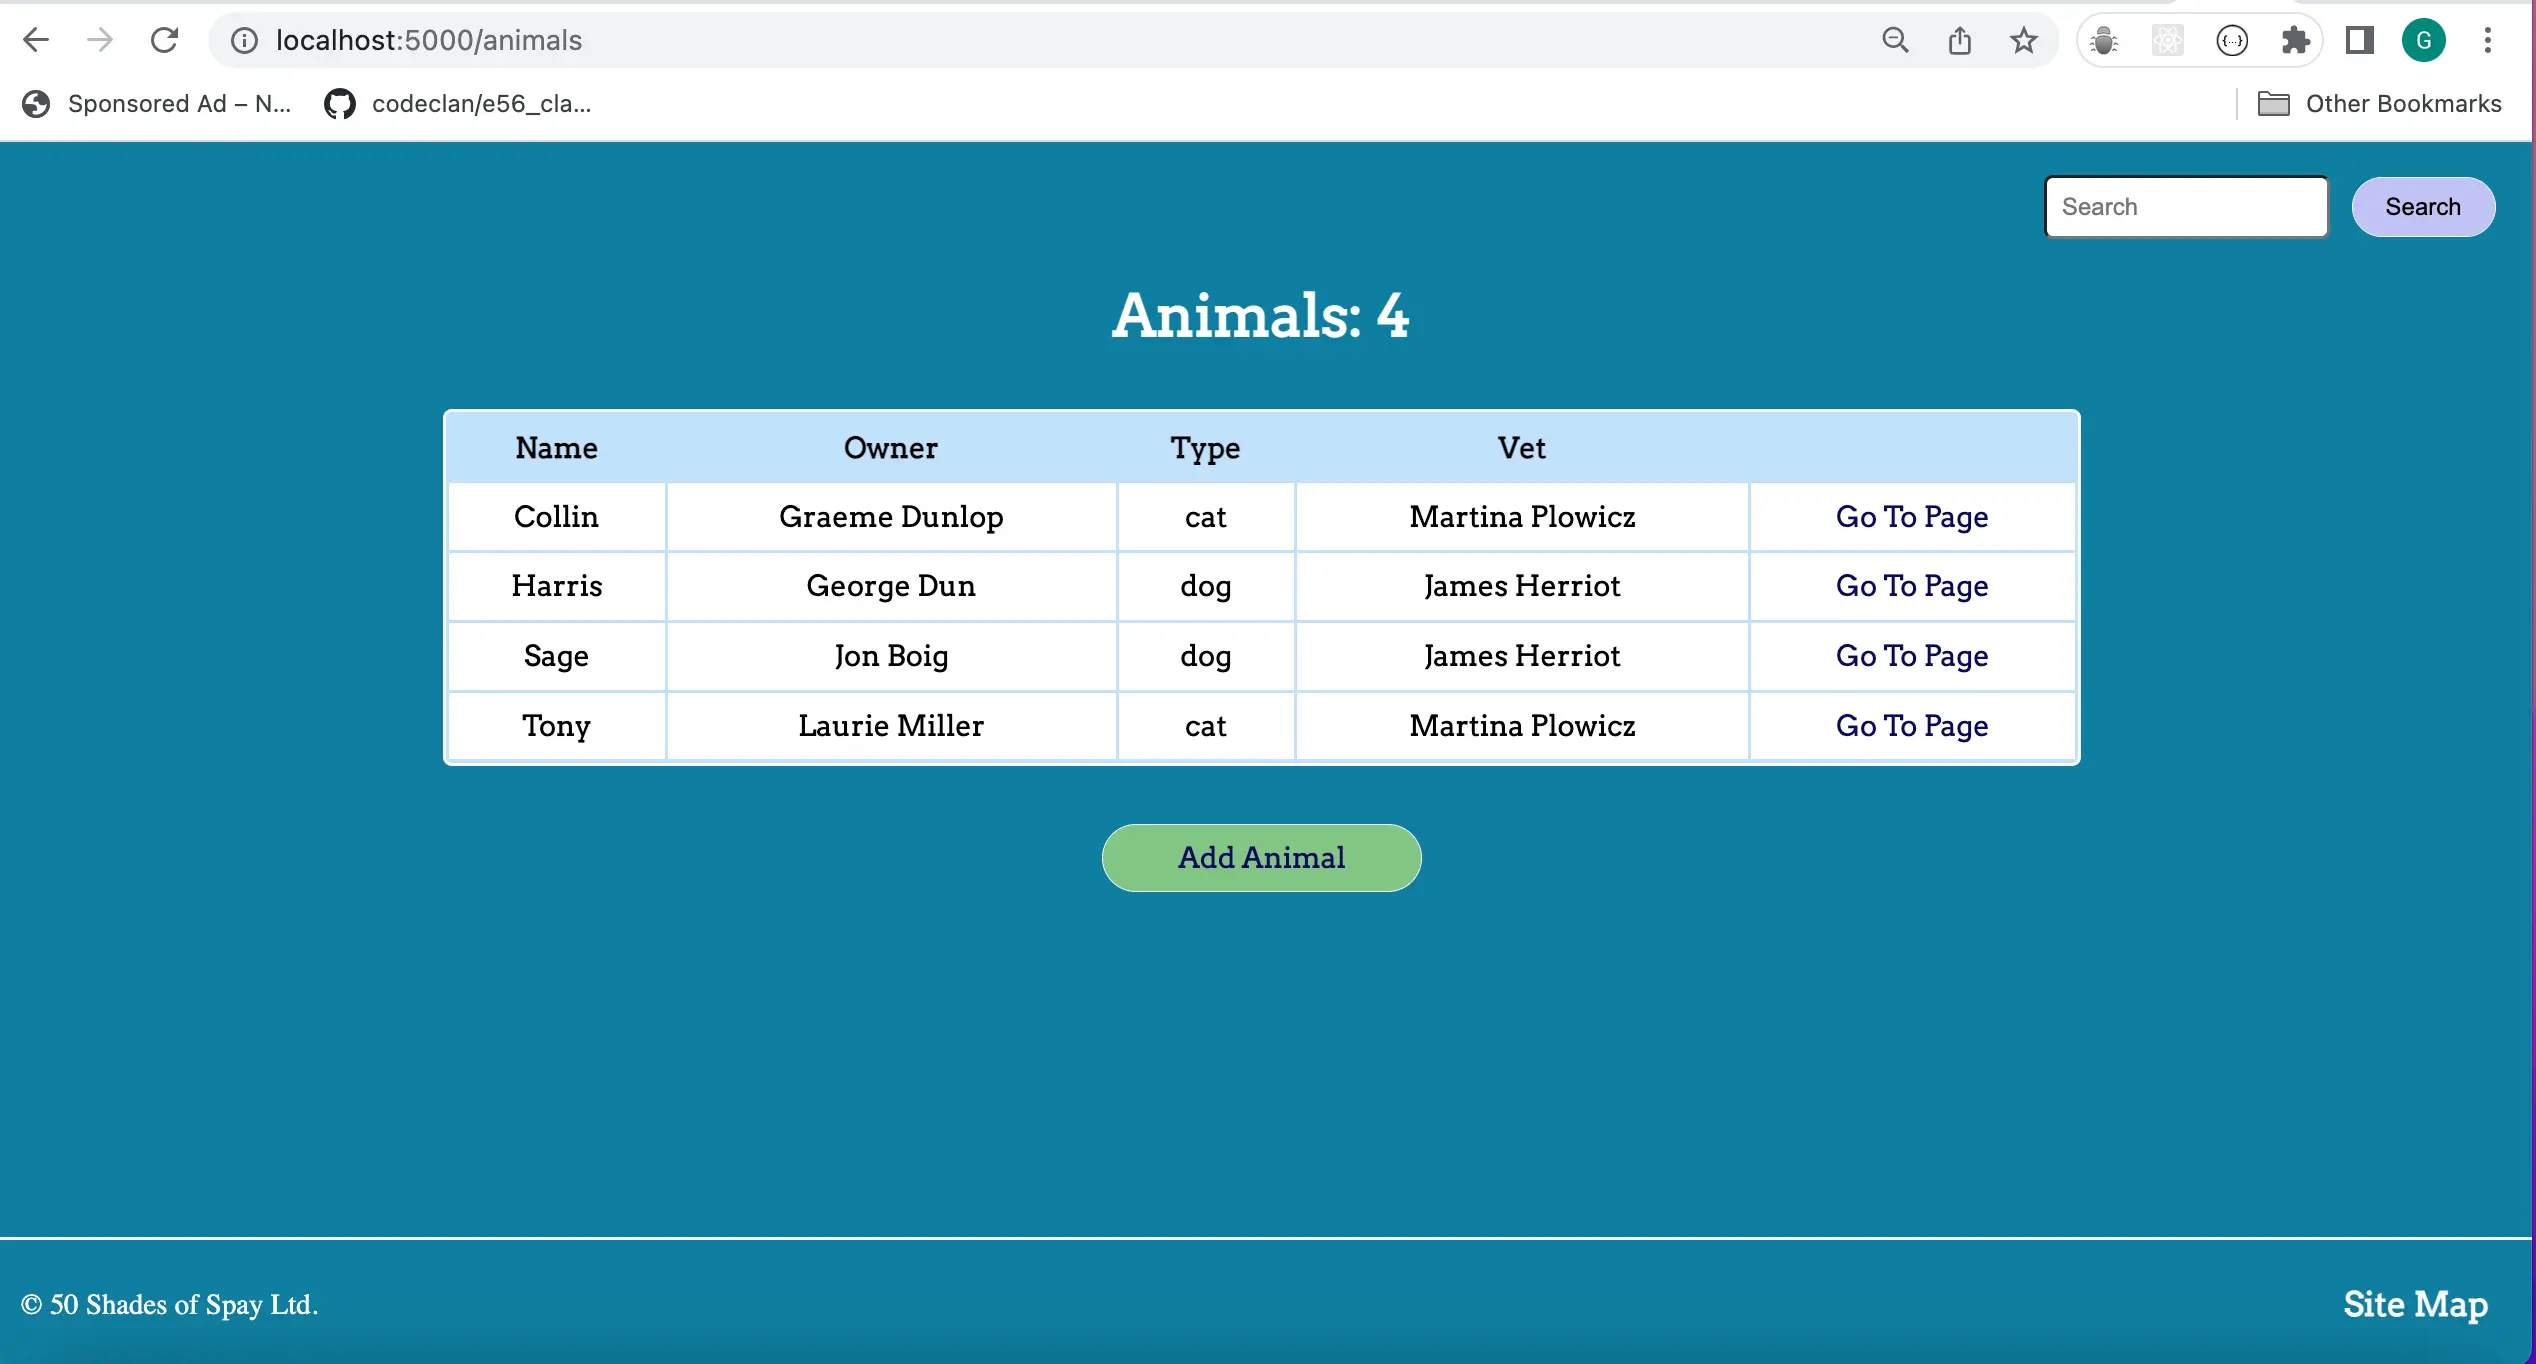 localhost:5000/animals
G
Sponsored Ad – N... codeclan/e56_cla... Other Bookmarks
Search Search
Animals: 4
Name Owner Type Vet
Collin Graeme Dunlop cat Martina Plowicz Go To Page
Harris George Dun dog James Herriot Go To Page
Sage Jon Boig dog James Herriot Go To Page
Tony Laurie Miller cat Martina Plowicz Go To Page
Add Animal
© 50 Shades of Spay Ltd. Site Map